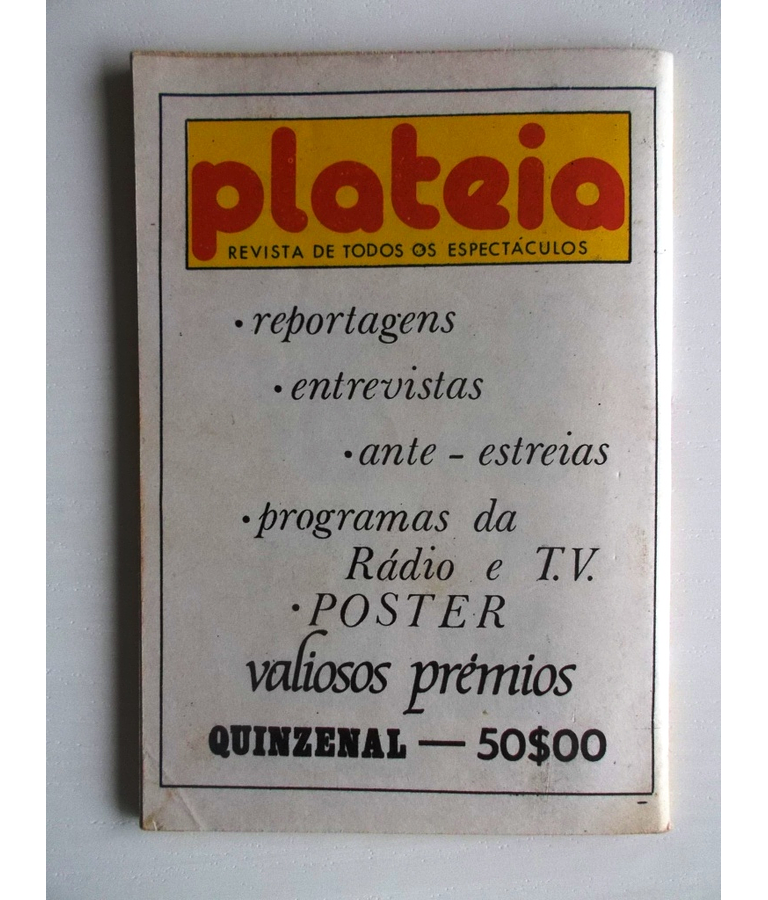 plateia
REVISTA DE TODOS OS ESPECTÁCULOS
• reportagens
• entrevistas
• ante - estreias
• programas da
Rádio e T.V.
• POSTER
valiosos prémios
QUINZENAL — 50$00